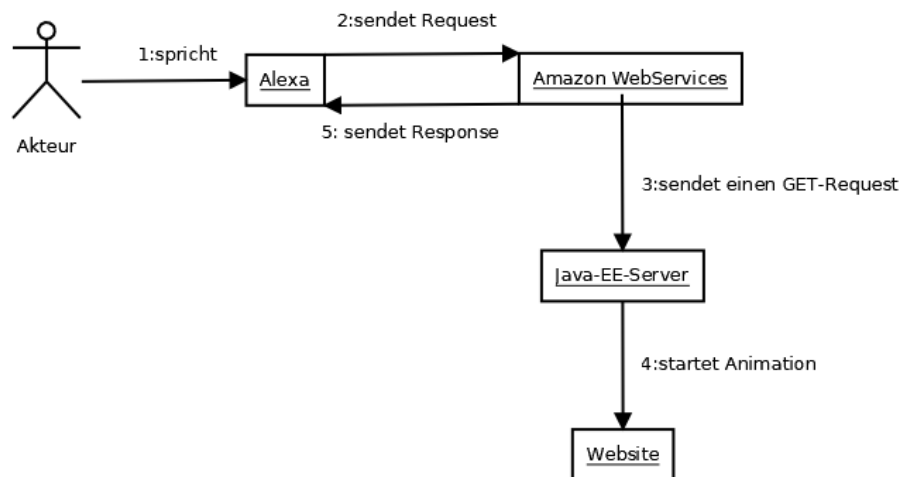 2:sendet Request
1:spricht
Alexa
Amazon WebServices
5: sendet Response
Akteur
3:sendet einen GET-Request
Java-EE-Server
4:startet Animation
Website